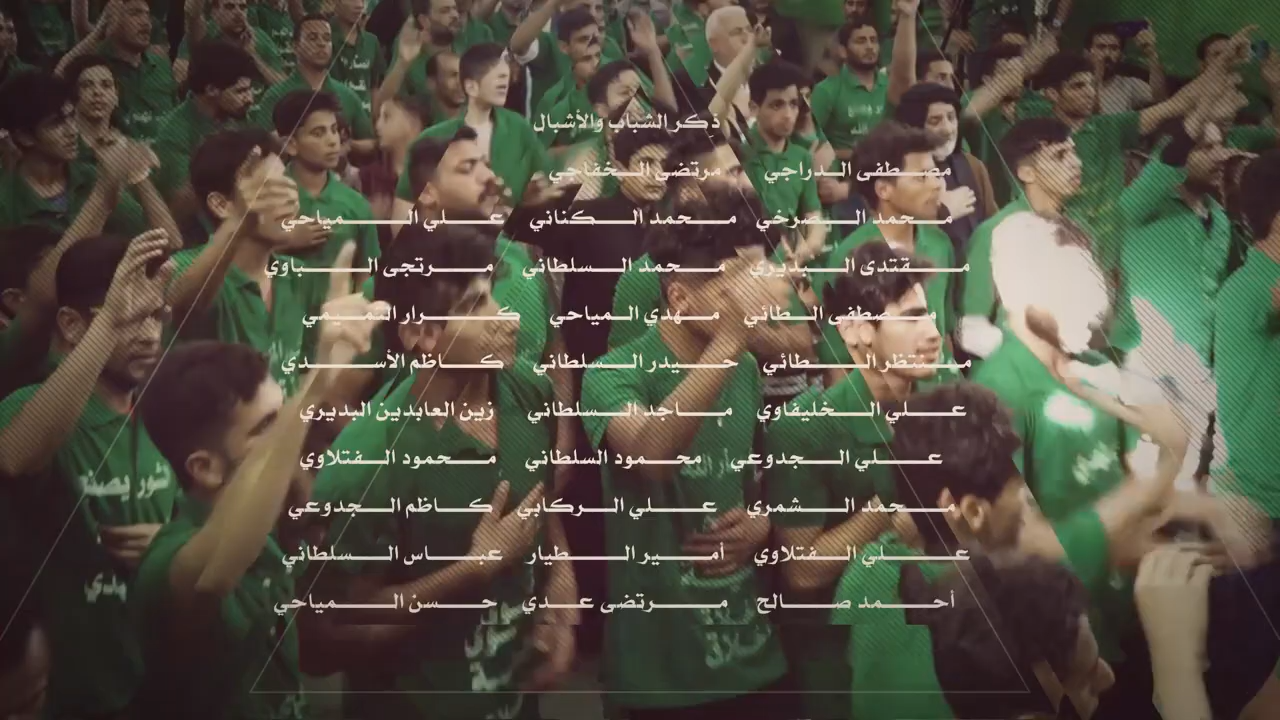 ذكر الشباب والأشبال
مصطفى الدراجي مرتضى الخفاجي
محمد البصرخي محمد الكناني علي المياحي
مقتدى البديري محمد السلطاني مرتجى الباوي
مصطفى الطائي مهدي المياحي كرار التميمي
منتظر الطائي حيدر السلطاني كاظم الأسدي
علي الخليفاوي ماجد السلطاني زين العابدين البديري
علي الجدوعي محمود السلطاني محمود الفتلاوي
محمد الشمري علي الركابي كاظم الجدوعي
علي الفتلاوي أمير الطيار عباس السلطاني
أحمد صالح مرتضى عدي حسن المياحي